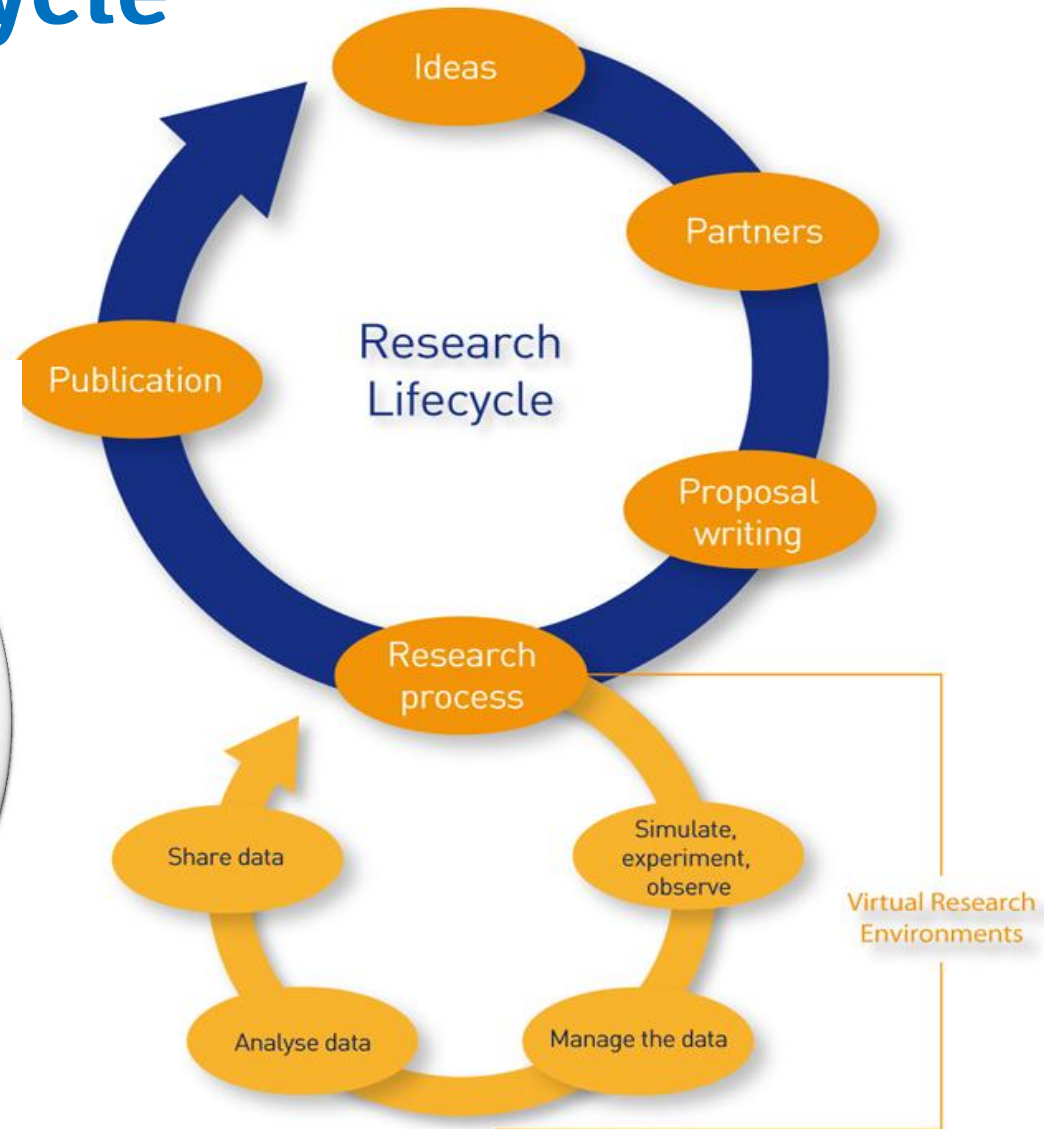 Ideas
Partners
Research
Lifecycle
Publication
Proposal
writing
Research
process
Simulate,
experiment,
observe
Share data
Virtual Research
Environments
Analyse data
Manage the data